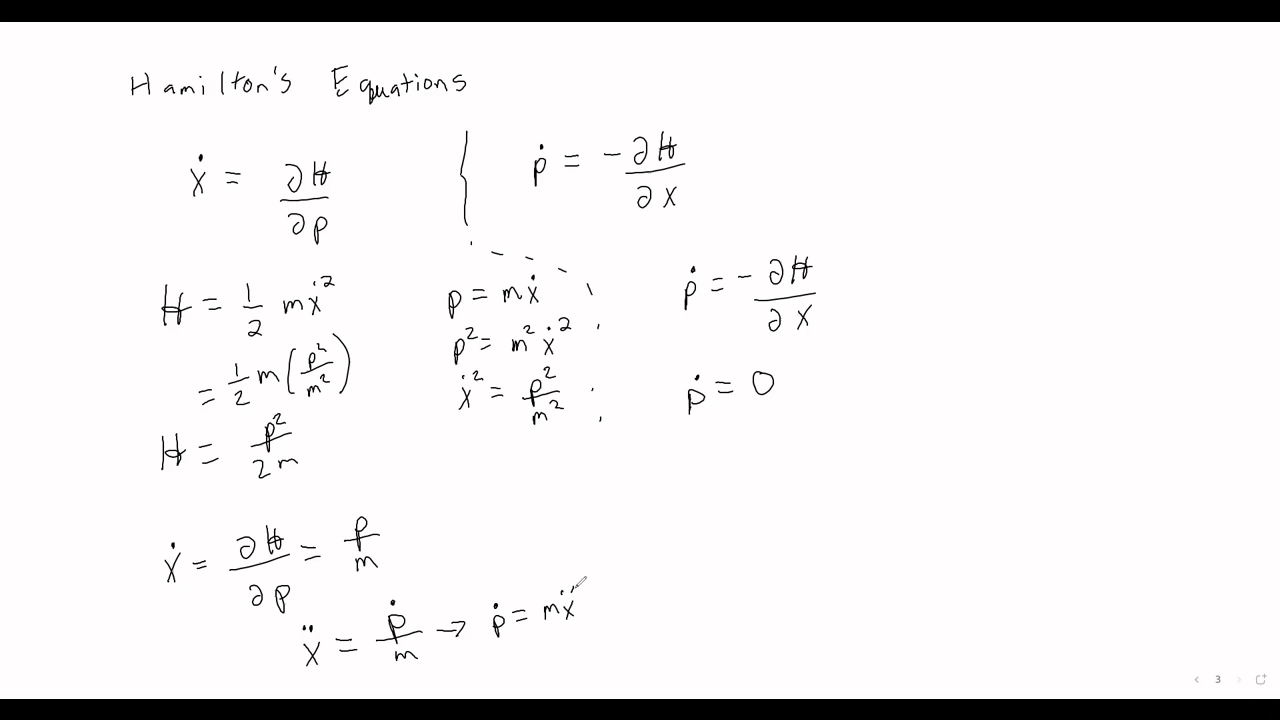 Hamilton's Equations
ẋ = ∂H/∂p { ṗ = -∂H/∂x
H = 1/2 mẋ² p = mẋ ṗ = -∂H/∂x
= 1/2 m(p²/m²) p² = m²ẋ²
ẋ² = p²/m² ṗ = 0
H = p²/2m
ẋ = ∂H/∂p = p/m
ẍ = ṗ/m → ṗ = mẍ
3